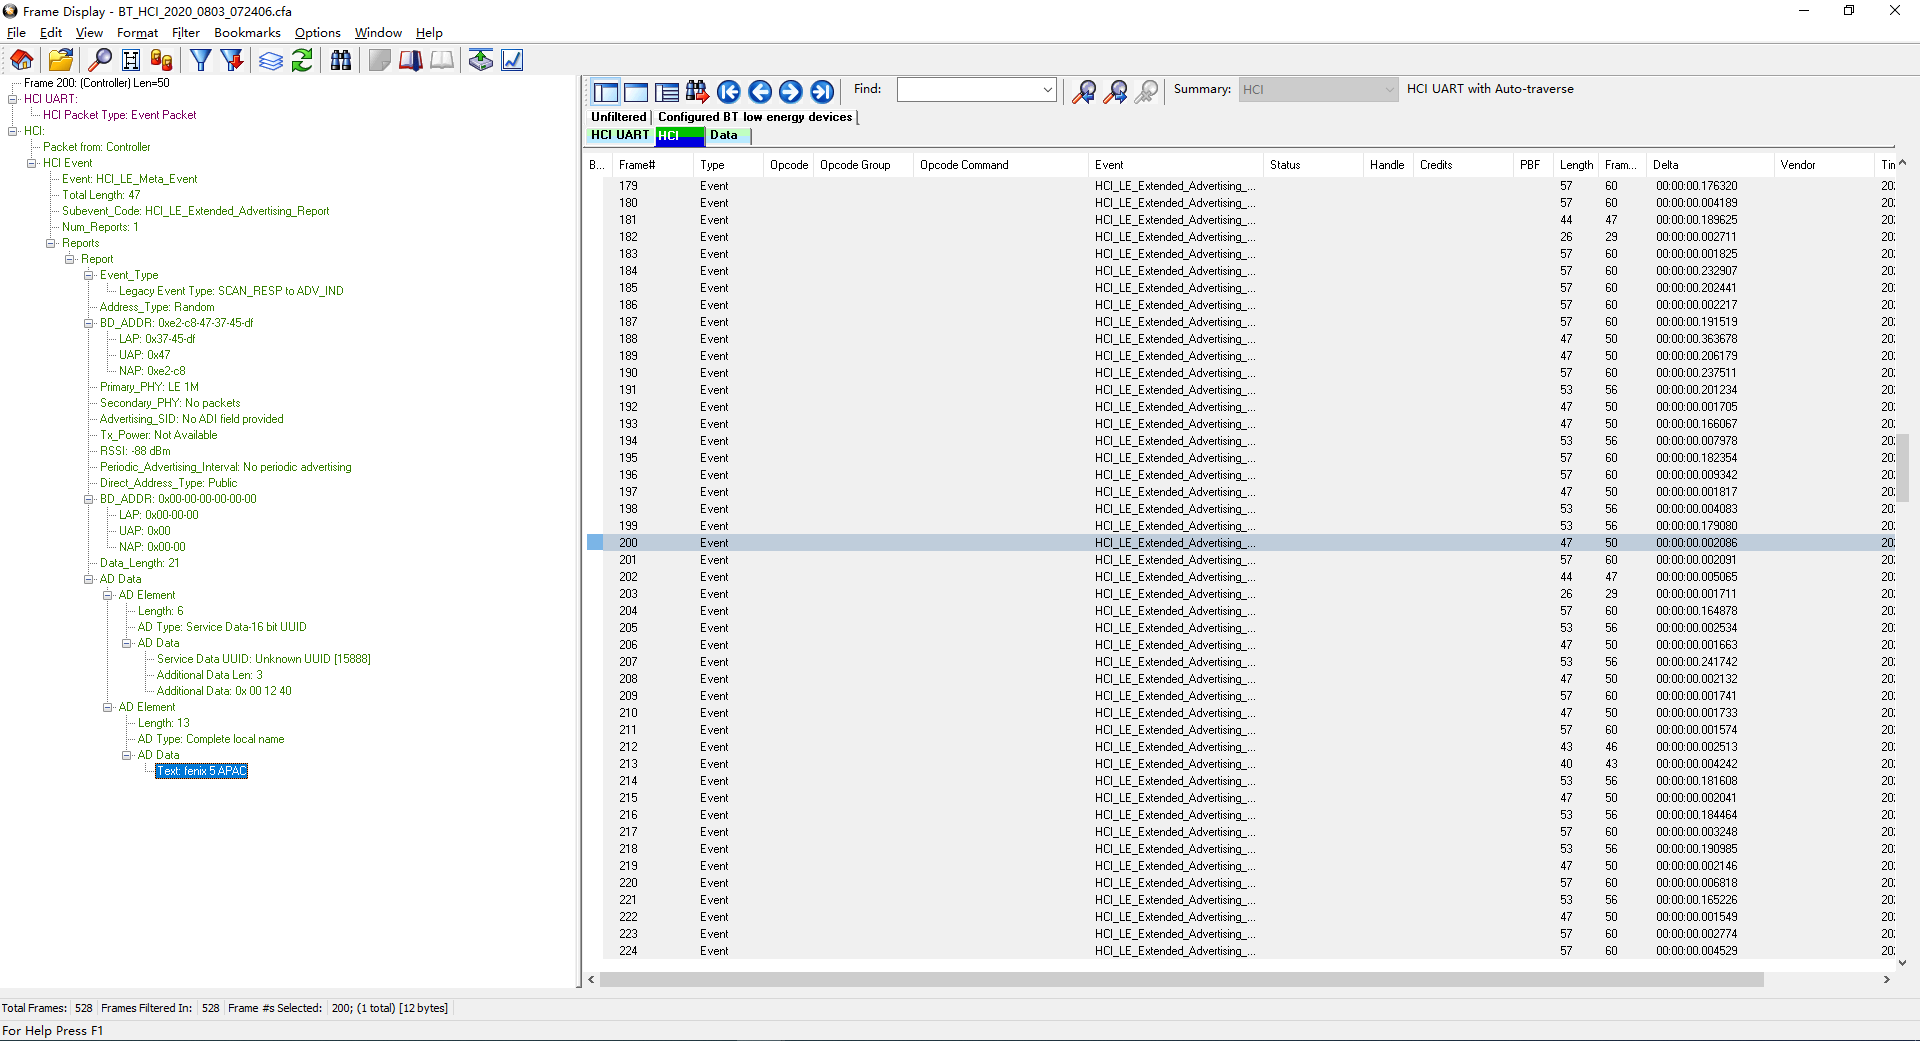 Frame Display - BT_HCI_2020_0803_072406.cfa
File Edit View Format Filter Bookmarks Options Window Help
Frame 200: (Controller) Len=50
HCI UART:
HCI Packet Type: Event Packet
HCI:
Packet from: Controller
HCI Event
Event: HCI_LE_Meta_Event
Total Length: 47
Subevent_Code: HCI_LE_Extended_Advertising_Report
Num_Reports: 1
Reports
Report
Event_Type
Legacy Event Type: SCAN_RESP to ADV_IND
Address_Type: Random
BD_ADDR: 0xe2-c8-47-37-45-df
LAP: 0x37-45-df
UAP: 0x47
NAP: 0xe2-c8
Primary_PHY: LE 1M
Secondary_PHY: No packets
Advertising_SID: No ADI field provided
Tx_Power: Not Available
RSSI: -88 dBm
Periodic_Advertising_Interval: No periodic advertising
Direct_Address_Type: Public
BD_ADDR: 0x00-00-00-00-00-00
LAP: 0x00-00-00
UAP: 0x00
NAP: 0x00-00
Data_Length: 21
AD Data
AD Element
Length: 6
AD Type: Service Data-16 bit UUID
AD Data
Service Data UUID: Unknown UUID [15888]
Additional Data Len: 3
Additional Data: 0x 00 12 40
AD Element
Length: 13
AD Type: Complete local name
AD Data
Text: fenix 5 APAC
Find: Summary: HCI HCI UART with Auto-traverse
Unfiltered Configured BT low energy devices
HCI UART HCI Data
B... Frame# Type Opcode Opcode Group Opcode Command Event Status Handle Credits PBF Length Fram... Delta Vendor Tim
179 Event HCI_LE_Extended_Advertising_... 57 60 00:00:00.176320 20
180 Event HCI_LE_Extended_Advertising_... 57 60 00:00:00.004189 20
181 Event HCI_LE_Extended_Advertising_... 44 47 00:00:00.189625 20
182 Event HCI_LE_Extended_Advertising_... 26 29 00:00:00.002711 20
183 Event HCI_LE_Extended_Advertising_... 57 60 00:00:00.001825 20
184 Event HCI_LE_Extended_Advertising_... 57 60 00:00:00.232907 20
185 Event HCI_LE_Extended_Advertising_... 57 60 00:00:00.202441 20
186 Event HCI_LE_Extended_Advertising_... 57 60 00:00:00.002217 20
187 Event HCI_LE_Extended_Advertising_... 57 60 00:00:00.191519 20
188 Event HCI_LE_Extended_Advertising_... 47 50 00:00:00.363678 20
189 Event HCI_LE_Extended_Advertising_... 47 50 00:00:00.206179 20
190 Event HCI_LE_Extended_Advertising_... 57 60 00:00:00.237511 20
191 Event HCI_LE_Extended_Advertising_... 53 56 00:00:00.201234 20
192 Event HCI_LE_Extended_Advertising_... 47 50 00:00:00.001705 20
193 Event HCI_LE_Extended_Advertising_... 47 50 00:00:00.166067 20
194 Event HCI_LE_Extended_Advertising_... 53 56 00:00:00.007978 20
195 Event HCI_LE_Extended_Advertising_... 57 60 00:00:00.182354 20
196 Event HCI_LE_Extended_Advertising_... 57 60 00:00:00.009342 20
197 Event HCI_LE_Extended_Advertising_... 47 50 00:00:00.001817 20
198 Event HCI_LE_Extended_Advertising_... 53 56 00:00:00.004083 20
199 Event HCI_LE_Extended_Advertising_... 53 56 00:00:00.179080 20
200 Event HCI_LE_Extended_Advertising_... 47 50 00:00:00.002086 20
201 Event HCI_LE_Extended_Advertising_... 57 60 00:00:00.002091 20
202 Event HCI_LE_Extended_Advertising_... 44 47 00:00:00.005065 20
203 Event HCI_LE_Extended_Advertising_... 26 29 00:00:00.001711 20
204 Event HCI_LE_Extended_Advertising_... 57 60 00:00:00.164878 20
205 Event HCI_LE_Extended_Advertising_... 53 56 00:00:00.002534 20
206 Event HCI_LE_Extended_Advertising_... 47 50 00:00:00.001663 20
207 Event HCI_LE_Extended_Advertising_... 53 56 00:00:00.241742 20
208 Event HCI_LE_Extended_Advertising_... 47 50 00:00:00.002132 20
209 Event HCI_LE_Extended_Advertising_... 57 60 00:00:00.001741 20
210 Event HCI_LE_Extended_Advertising_... 47 50 00:00:00.001733 20
211 Event HCI_LE_Extended_Advertising_... 57 60 00:00:00.001574 20
212 Event HCI_LE_Extended_Advertising_... 43 46 00:00:00.002513 20
213 Event HCI_LE_Extended_Advertising_... 40 43 00:00:00.004242 20
214 Event HCI_LE_Extended_Advertising_... 53 56 00:00:00.181608 20
215 Event HCI_LE_Extended_Advertising_... 47 50 00:00:00.002041 20
216 Event HCI_LE_Extended_Advertising_... 53 56 00:00:00.184464 20
217 Event HCI_LE_Extended_Advertising_... 57 60 00:00:00.003248 20
218 Event HCI_LE_Extended_Advertising_... 53 56 00:00:00.190985 20
219 Event HCI_LE_Extended_Advertising_... 47 50 00:00:00.002146 20
220 Event HCI_LE_Extended_Advertising_... 57 60 00:00:00.006818 20
221 Event HCI_LE_Extended_Advertising_... 53 56 00:00:00.165226 20
222 Event HCI_LE_Extended_Advertising_... 47 50 00:00:00.001549 20
223 Event HCI_LE_Extended_Advertising_... 57 60 00:00:00.002774 20
224 Event HCI_LE_Extended_Advertising_... 57 60 00:00:00.004529 20
Total Frames: 528 Frames Filtered In: 528 Frame #s Selected: 200; (1 total) [12 bytes]
For Help Press F1